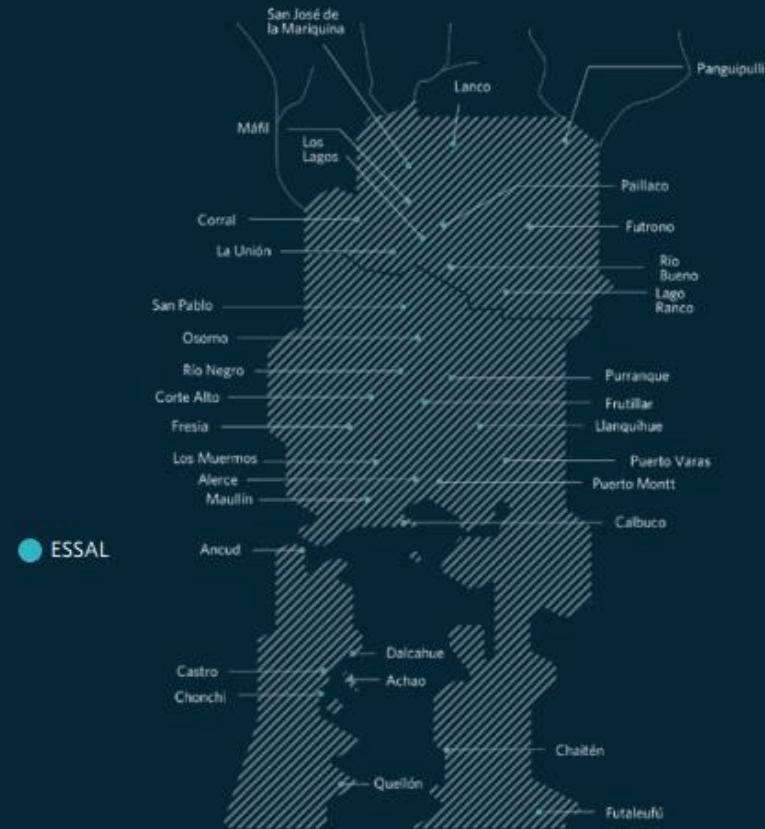 San José de
la Mariquina
Panguipulli
Lanco
Máfil
Los
Lagos
Paillaco
Corral
Futrono
La Unión
Río
Bueno
Lago
Ranco
San Pablo
Osorno
Río Negro
Purranque
Corte Alto
Frutillar
Fresia
Llanquihue
Los Muermos
Puerto Varas
Alerce
Puerto Montt
Maullín
Calbuco
ESSAL
Ancud
Dalcahue
Castro
Achao
Chonchi
Chaitén
Quellón
Futaleufú